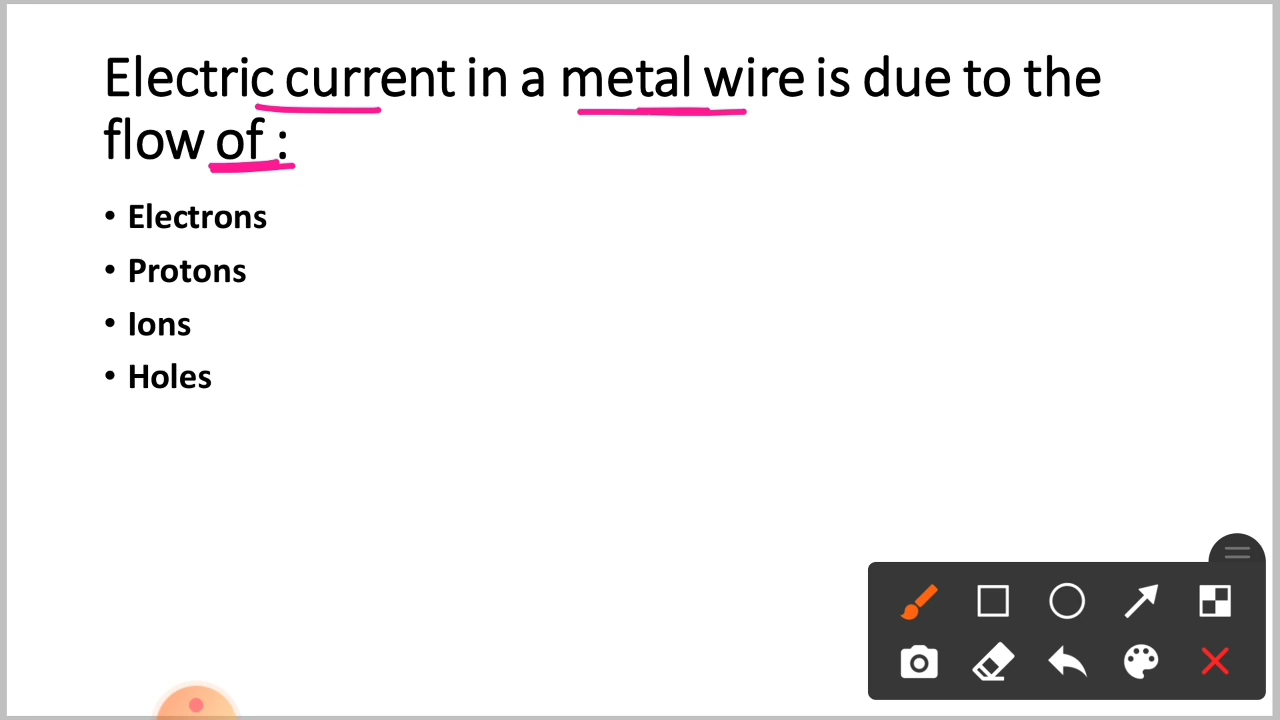 Electric current in a metal wire is due to the
flow of :
• Electrons
• Protons
• Ions
• Holes